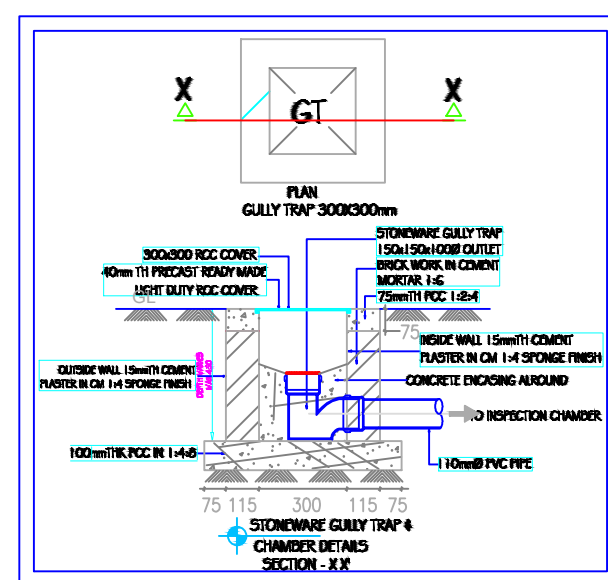 X
X
GT
PLAN
GULLY TRAP 300X300mm
STONEWARE GULLY TRAP
150x150x100Ø OUTLET
300x300 RCC COVER
BRICK WORK IN CEMENT
MORTAR 1:6
40mm TH PRECAST READY MADE
LIGHT DUTY RCC COVER
75mmTH PCC 1:2:4
GL
75
INSIDE WALL 15mmTH CEMENT
PLASTER IN CM 1:4 SPONGE FINISH
OUTSIDE WALL 15mmTH CEMENT
PLASTER IN CM 1:4 SPONGE FINISH
CONCRETE ENCASING ALROUND
TO INSPECTION CHAMBER
100mmTHK PCC IN 1:4:8
110mmØ PVC PIPE
75 115 300 115 75
STONEWARE GULLY TRAP &
CHAMBER DETAILS
SECTION - X X'